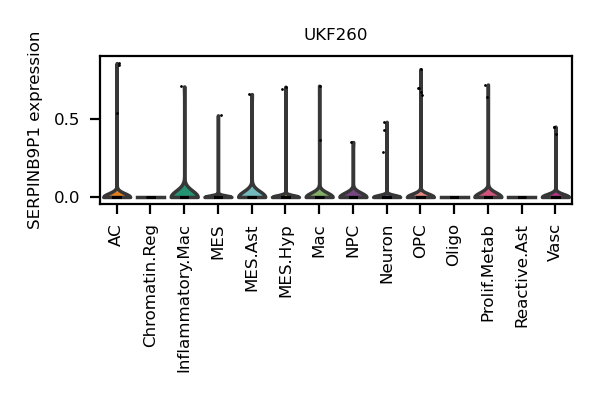 UKF260
SERPINB9P1 expression
0.5
0.0
AC
Chromatin.Reg
Inflammatory.Mac
MES
MES.Ast
MES.Hyp
Mac
NPC
Neuron
OPC
Oligo
Prolif.Metab
Reactive.Ast
Vasc